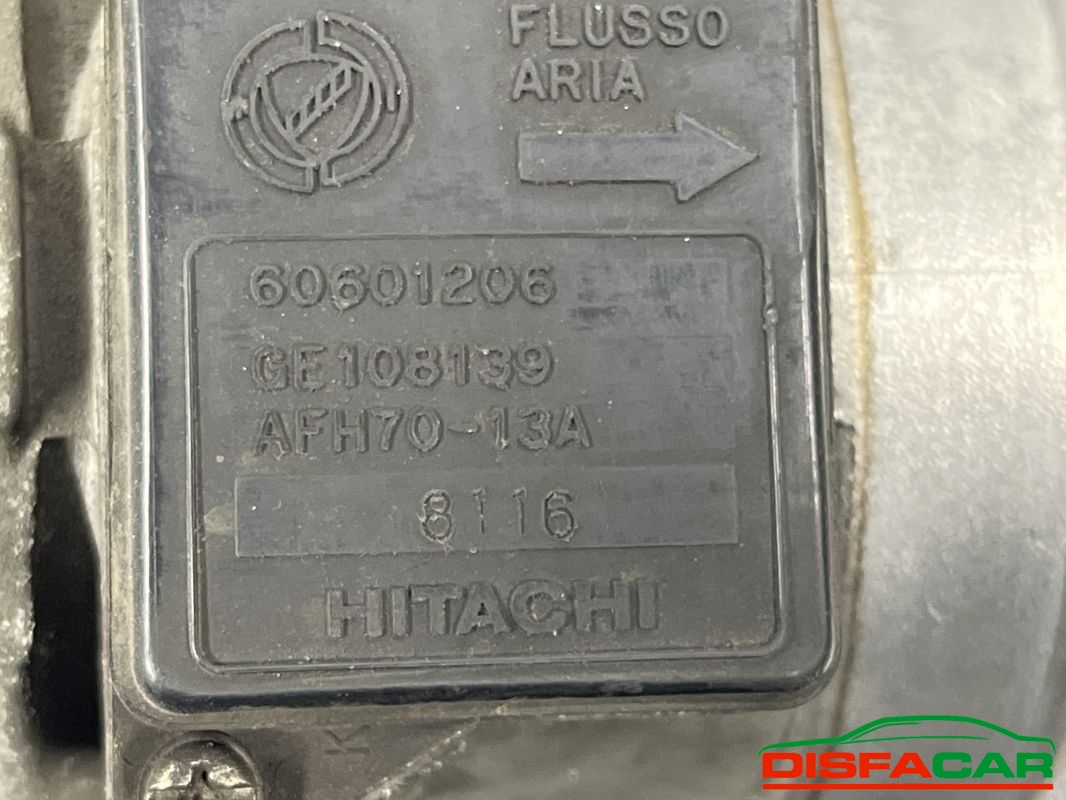 FLUSSO
ARIA
60601206
GE108139
AFH70-13A
8116
HITACHI
K
DISFACAR